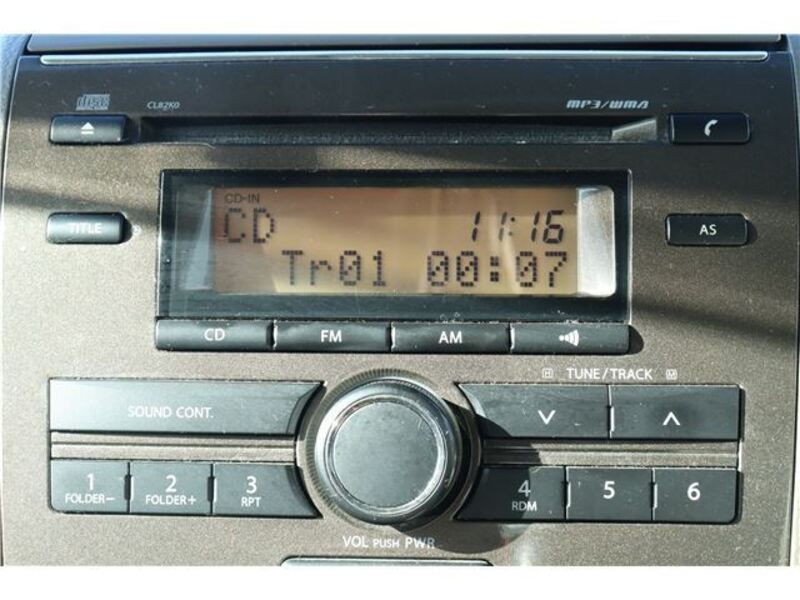 disc CL82K0 MP3/WMA
CD-IN
CD 11:16
TITLE AS
Tr01 00:07
CD FM AM
H TUNE/TRACK M
SOUND CONT.
1 2 3 4 5 6
FOLDER- FOLDER+ RPT RDM
VOL PUSH PWR